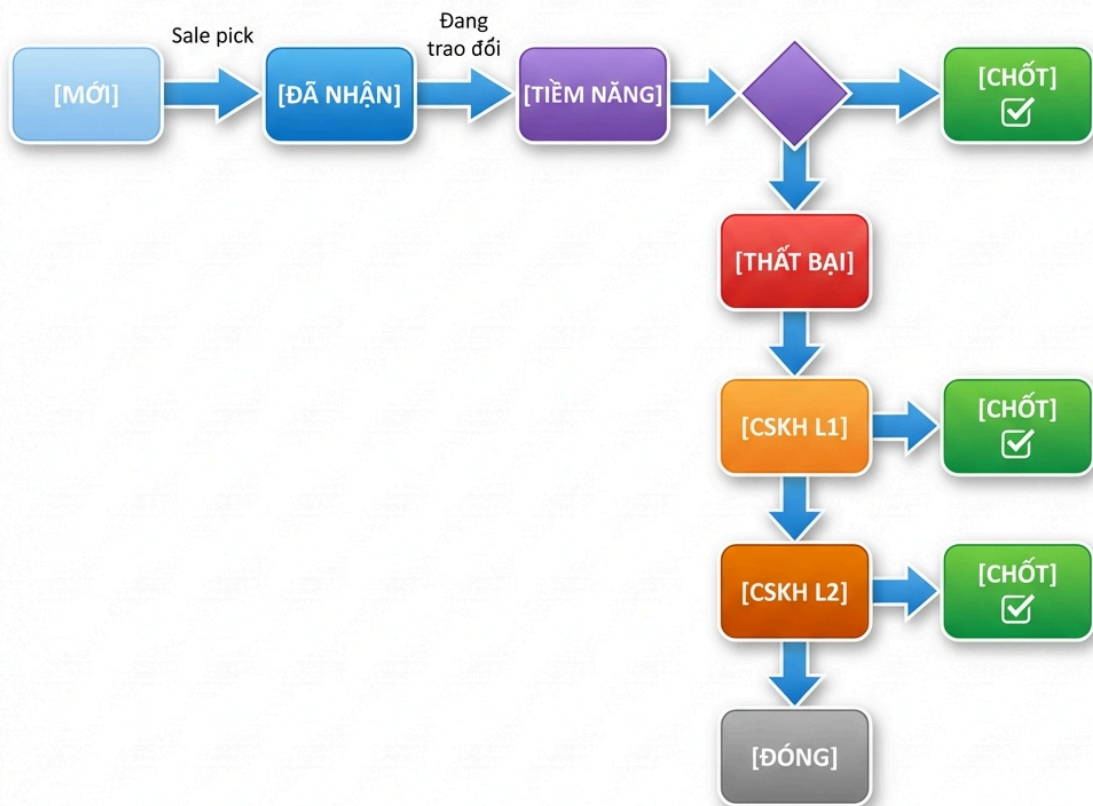 Sale pick
Đang
trao đổi
[MỚI]
[ĐÃ NHẬN]
[TIỀM NĂNG]
[CHỐT]
[THẤT BẠI]
[CSKH L1]
[CHỐT]
[CSKH L2]
[CHỐT]
[ĐÓNG]